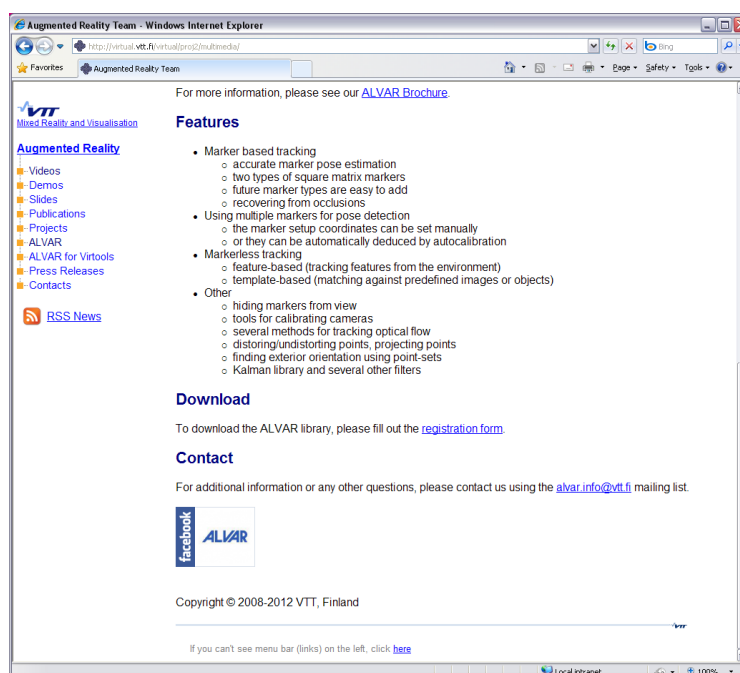 Augmented Reality Team - Windows Internet Explorer
http://virtual.vtt.fi/virtual/proj2/multimedia/
Bing
Favorites
Augmented Reality Team
Page
Safety
Tools
VTT
Mixed Reality and Visualisation
Augmented Reality
Videos
Demos
Slides
Publications
Projects
ALVAR
ALVAR for Virtools
Press Releases
Contacts
RSS News
For more information, please see our ALVAR Brochure.
Features
Marker based tracking
accurate marker pose estimation
two types of square matrix markers
future marker types are easy to add
recovering from occlusions
Using multiple markers for pose detection
the marker setup coordinates can be set manually
or they can be automatically deduced by autocalibration
Markerless tracking
feature-based (tracking features from the environment)
template-based (matching against predefined images or objects)
Other
hiding markers from view
tools for calibrating cameras
several methods for tracking optical flow
distoring/undistorting points, projecting points
finding exterior orientation using point-sets
Kalman library and several other filters
Download
To download the ALVAR library, please fill out the registration form.
Contact
For additional information or any other questions, please contact us using the alvar.info@vtt.fi mailing list.
facebook
ALVAR
Copyright © 2008-2012 VTT, Finland
VTT
If you can't see menu bar (links) on the left, click here
Local intranet
100%